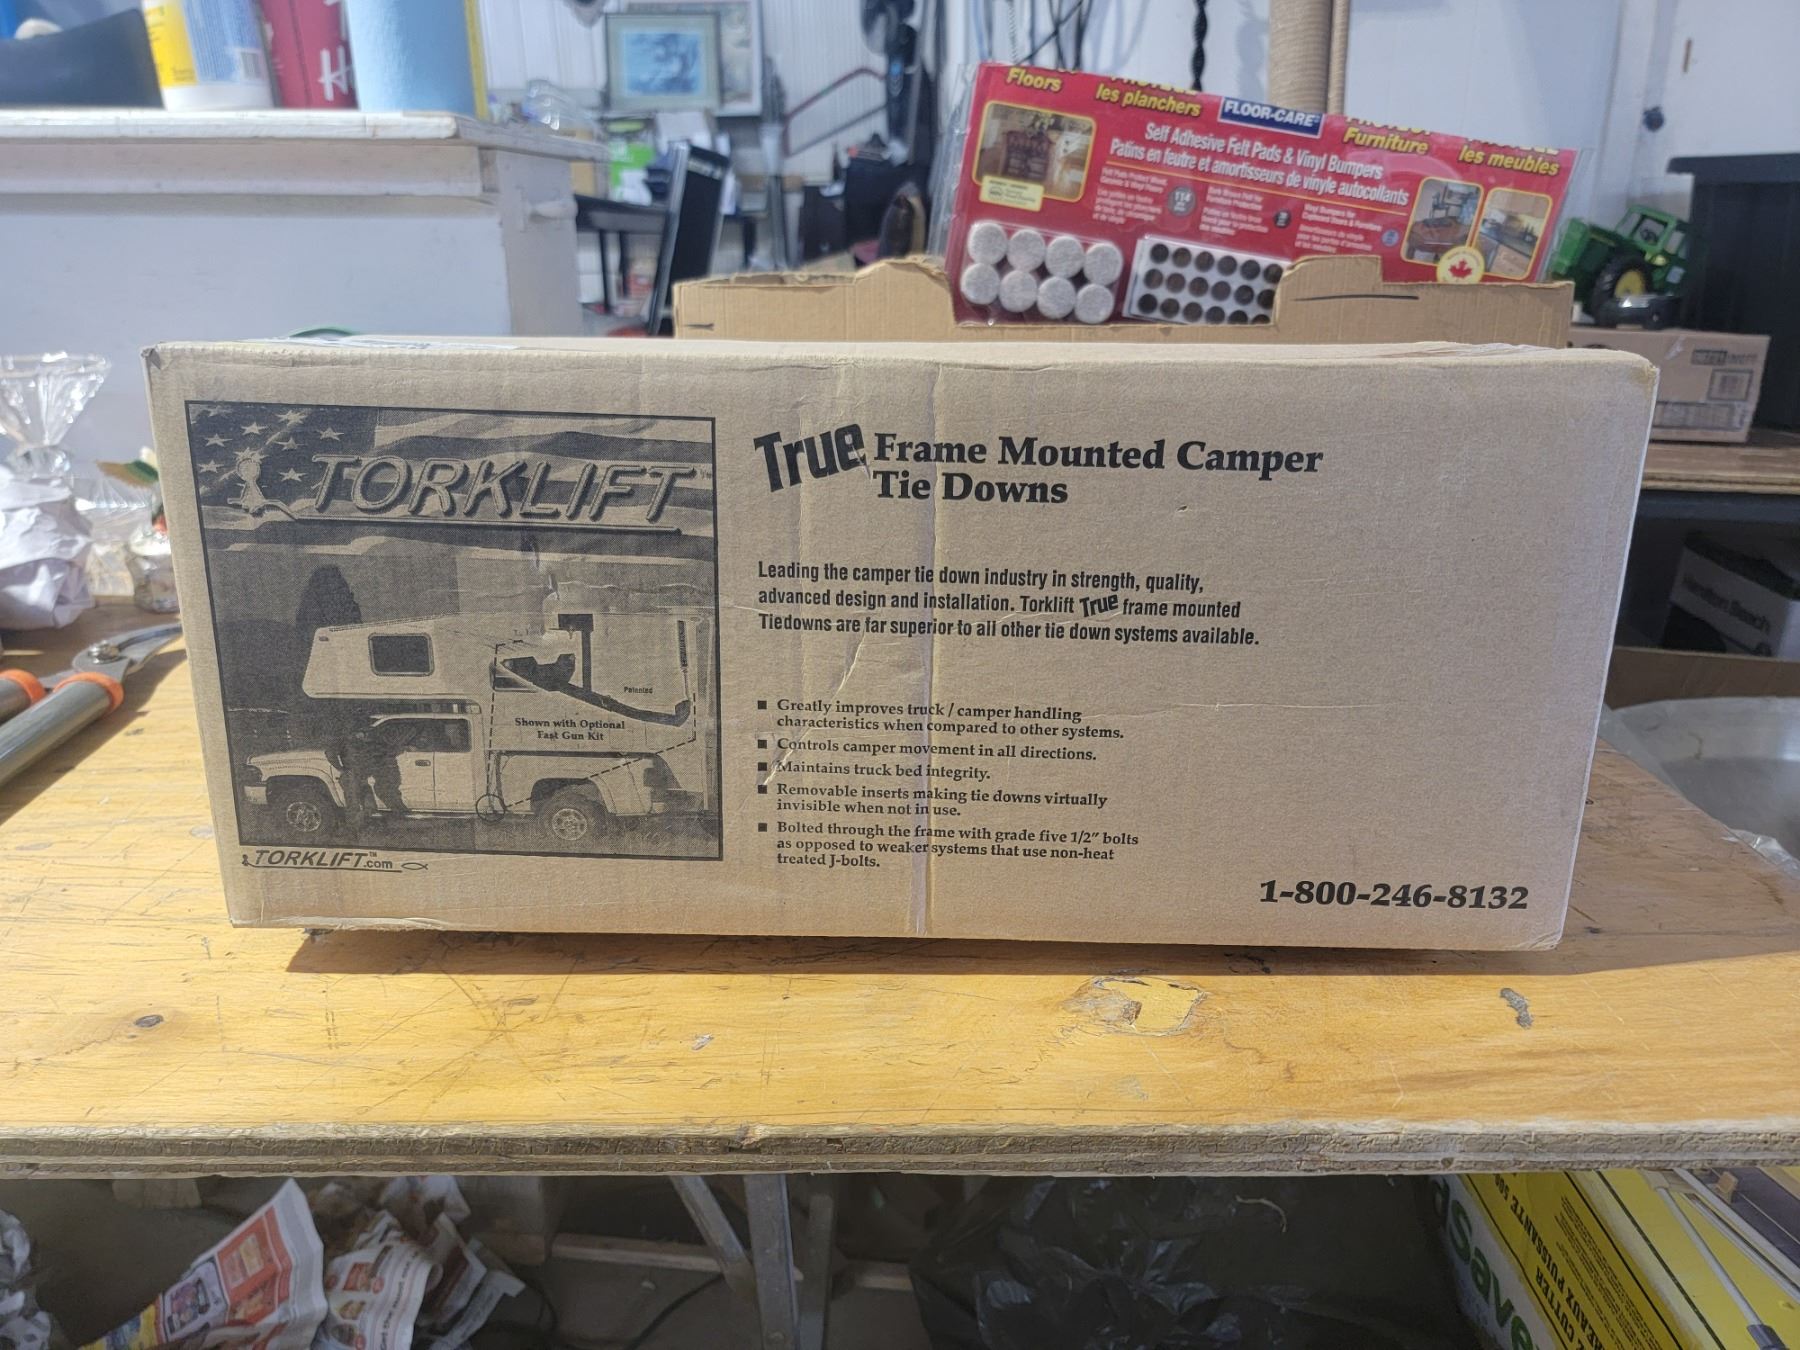 Floors
les planchers
FLOOR-CARE
Furniture
les meubles
Self Adhesive Felt Pads & Vinyl Bumpers
Patins en feutre et amortisseurs de vinyle autocollants
TORKLIFT
Patented
Shown with Optional
Fast Gun Kit
TORKLIFT™.com
True Frame Mounted Camper
Tie Downs
Leading the camper tie down industry in strength, quality,
advanced design and installation. Torklift True frame mounted
Tiedowns are far superior to all other tie down systems available.
■ Greatly improves truck / camper handling
characteristics when compared to other systems.
■ Controls camper movement in all directions.
■ Maintains truck bed integrity.
■ Removable inserts making tie downs virtually
invisible when not in use.
■ Bolted through the frame with grade five 1/2" bolts
as opposed to weaker systems that use non-heat
treated J-bolts.
1-800-246-8132
Hamilton Beach
CUTTER
PUISSANTE